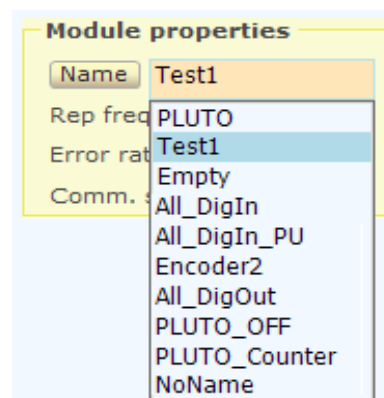 Module properties
Name Test1
Rep freq PLUTO
Error rat Test1
Empty
Comm. All_DigIn
All_DigIn_PU
Encoder2
All_DigOut
PLUTO_OFF
PLUTO_Counter
NoName